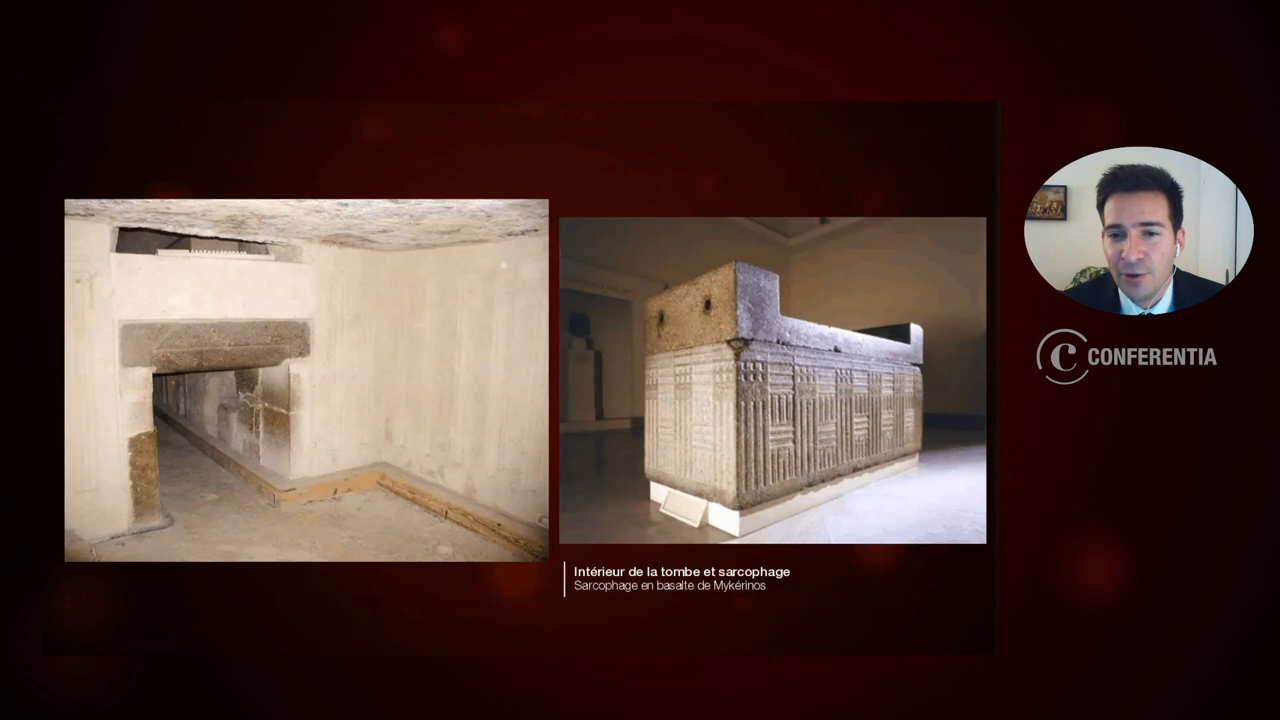 CONFERENTIA
Intérieur de la tombe et sarcophage
Sarcophage en basalte de Mykérinos